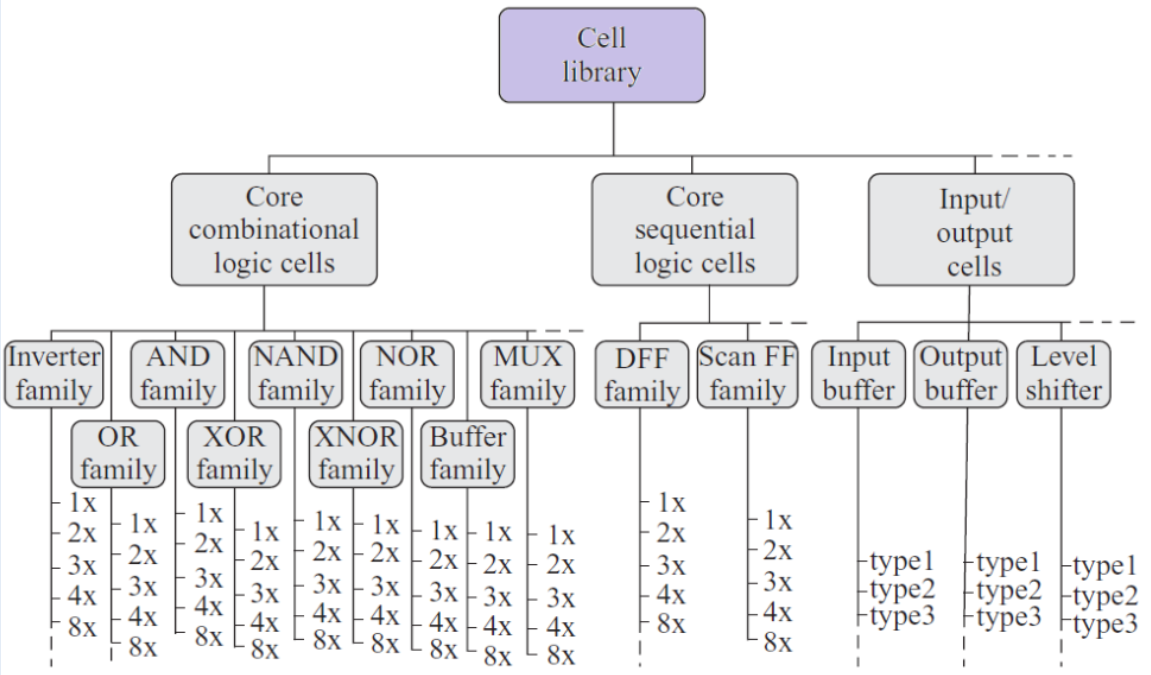 Cell
library
Core
combinational
logic cells
Core
sequential
logic cells
Input/
output
cells
Inverter
family
AND
family
NAND
family
NOR
family
MUX
family
DFF
family
Scan FF
family
Input
buffer
Output
buffer
Level
shifter
OR
family
XOR
family
XNOR
family
Buffer
family
1x
2x
3x
4x
8x
1x
2x
3x
4x
8x
1x
2x
3x
4x
8x
1x
2x
3x
4x
8x
1x
2x
3x
4x
8x
1x
2x
3x
4x
8x
1x
2x
3x
4x
8x
1x
2x
3x
4x
8x
1x
2x
3x
4x
8x
1x
2x
3x
4x
8x
1x
2x
3x
4x
8x
type1
type2
type3
type1
type2
type3
type1
type2
type3